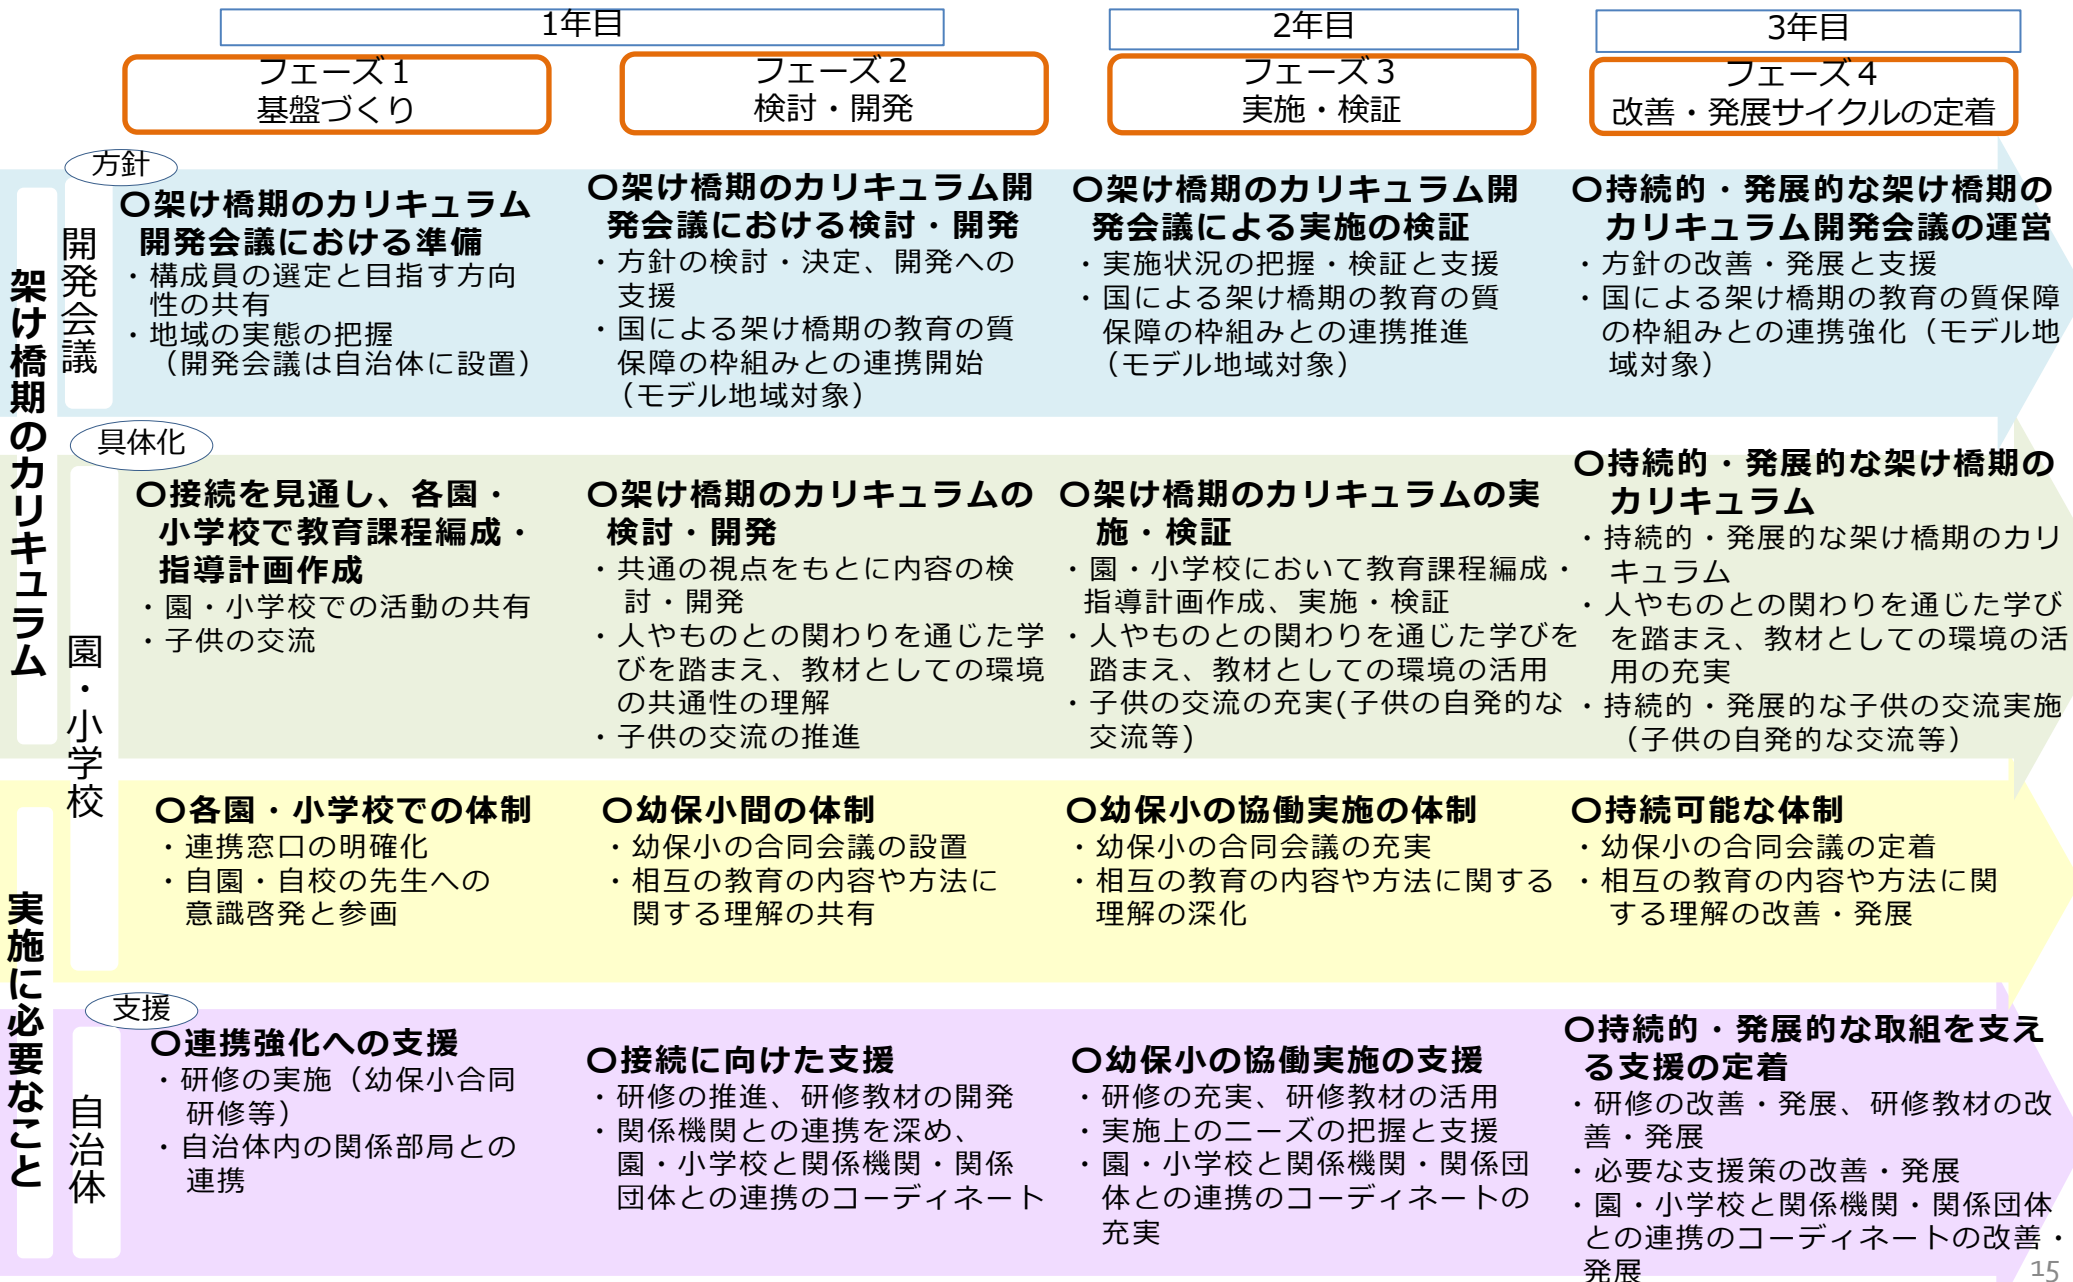 1年目
2年目
3年目
フェーズ１
基盤づくり
フェーズ２
検討・開発
フェーズ３
実施・検証
フェーズ４
改善・発展サイクルの定着
架け橋期のカリキュラム
方針
開発会議
〇架け橋期のカリキュラム
開発会議における準備
・構成員の選定と目指す方向
性の共有
・地域の実態の把握
（開発会議は自治体に設置）
〇架け橋期のカリキュラム開
発会議における検討・開発
・方針の検討・決定、開発への
支援
・国による架け橋期の教育の質
保障の枠組みとの連携開始
（モデル地域対象）
〇架け橋期のカリキュラム開
発会議による実施の検証
・実施状況の把握・検証と支援
・国による架け橋期の教育の質
保障の枠組みとの連携推進
（モデル地域対象）
〇持続的・発展的な架け橋期の
カリキュラム開発会議の運営
・方針の改善・発展と支援
・国による架け橋期の教育の質保障
の枠組みとの連携強化（モデル地
域対象）
具体化
園・小学校
〇接続を見通し、各園・
小学校で教育課程編成・
指導計画作成
・園・小学校での活動の共有
・子供の交流
〇架け橋期のカリキュラムの
検討・開発
・共通の視点をもとに内容の検
討・開発
・人やものとの関わりを通じた学
びを踏まえ、教材としての環境
の共通性の理解
・子供の交流の推進
〇架け橋期のカリキュラムの実
施・検証
・園・小学校において教育課程編成・
指導計画作成、実施・検証
・人やものとの関わりを通じた学びを
踏まえ、教材としての環境の活用
・子供の交流の充実(子供の自発的な
交流等)
〇持続的・発展的な架け橋期の
カリキュラム
・持続的・発展的な架け橋期のカリ
キュラム
・人やものとの関わりを通じた学び
を踏まえ、教材としての環境の活
用の充実
・持続的・発展的な子供の交流実施
（子供の自発的な交流等）
実施に必要なこと
〇各園・小学校での体制
・連携窓口の明確化
・自園・自校の先生への
意識啓発と参画
〇幼保小間の体制
・幼保小の合同会議の設置
・相互の教育の内容や方法に
関する理解の共有
〇幼保小の協働実施の体制
・幼保小の合同会議の充実
・相互の教育の内容や方法に関する
理解の深化
〇持続可能な体制
・幼保小の合同会議の定着
・相互の教育の内容や方法に関
する理解の改善・発展
支援
自治体
〇連携強化への支援
・研修の実施（幼保小合同
研修等）
・自治体内の関係部局との
連携
〇接続に向けた支援
・研修の推進、研修教材の開発
・関係機関との連携を深め、
園・小学校と関係機関・関係
団体との連携のコーディネート
〇幼保小の協働実施の支援
・研修の充実、研修教材の活用
・実施上のニーズの把握と支援
・園・小学校と関係機関・関係団
体との連携のコーディネートの
充実
〇持続的・発展的な取組を支え
る支援の定着
・研修の改善・発展、研修教材の改
善・発展
・必要な支援策の改善・発展
・園・小学校と関係機関・関係団体
との連携のコーディネートの改善・
発展
15